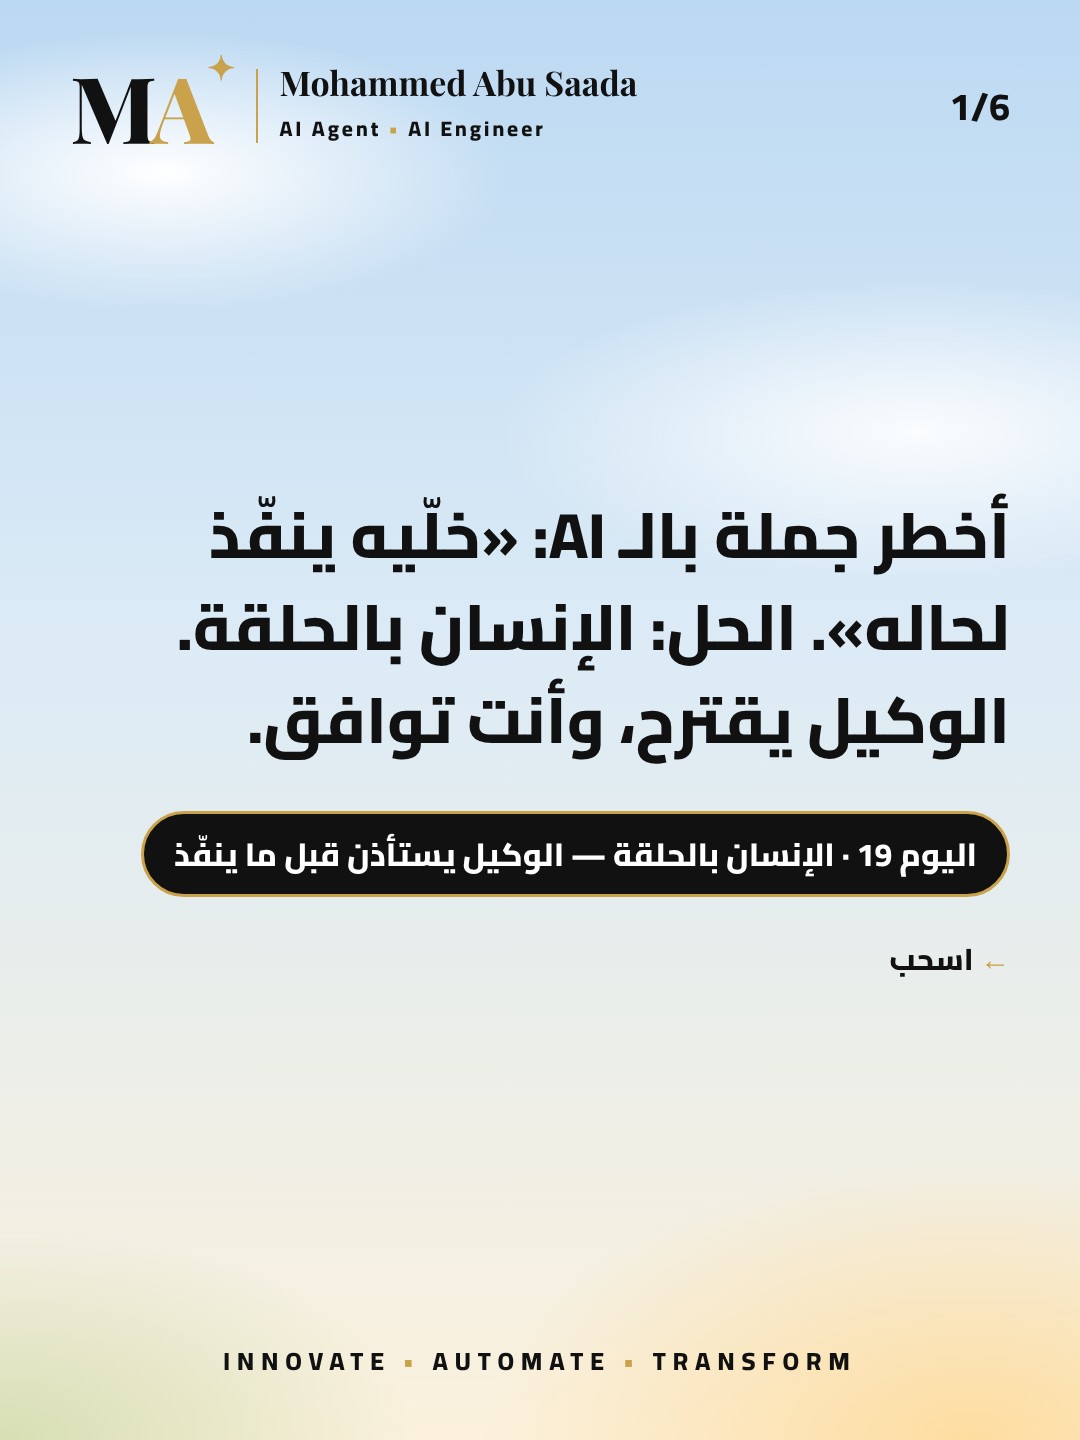 MA
Mohammed Abu Saada
AI Agent ▪ AI Engineer
1/6
أخطر جملة بالـ AI: «خلّيه ينفّذ
لحاله». الحل: الإنسان بالحلقة.
الوكيل يقترح، وأنت توافق.
اليوم 19 · الإنسان بالحلقة — الوكيل يستأذن قبل ما ينفّذ
← اسحب
INNOVATE ▪ AUTOMATE ▪ TRANSFORM